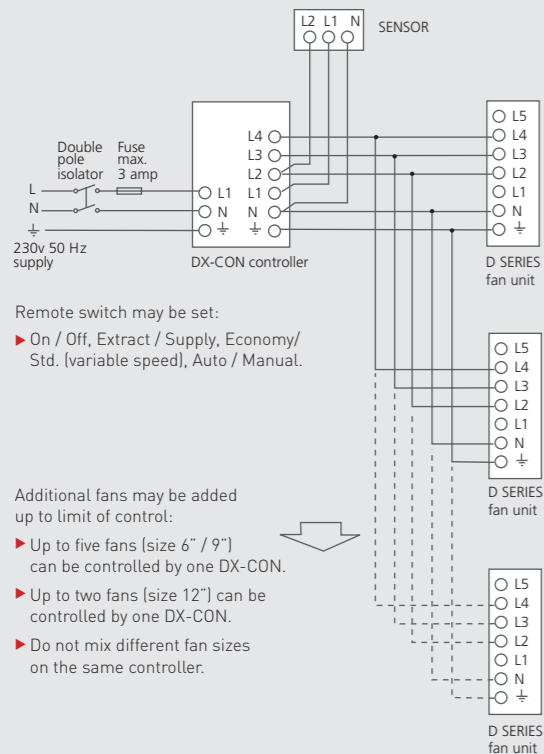 L2 L1 N
SENSOR
L4
L3
L2
L1
N
Double
pole
isolator
Fuse
max.
3 amp
L
N
230v 50 Hz
supply
L1
N
DX-CON controller
L5
L4
L3
L2
L1
N
D SERIES
fan unit
Remote switch may be set:
▶ On / Off, Extract / Supply, Economy/
Std. (variable speed), Auto / Manual.
L5
L4
L3
L2
L1
N
D SERIES
fan unit
Additional fans may be added
up to limit of control:
▶ Up to five fans (size 6” / 9”)
can be controlled by one DX-CON.
▶ Up to two fans (size 12”) can be
controlled by one DX-CON.
▶ Do not mix different fan sizes
on the same controller.
L5
L4
L3
L2
L1
N
D SERIES
fan unit